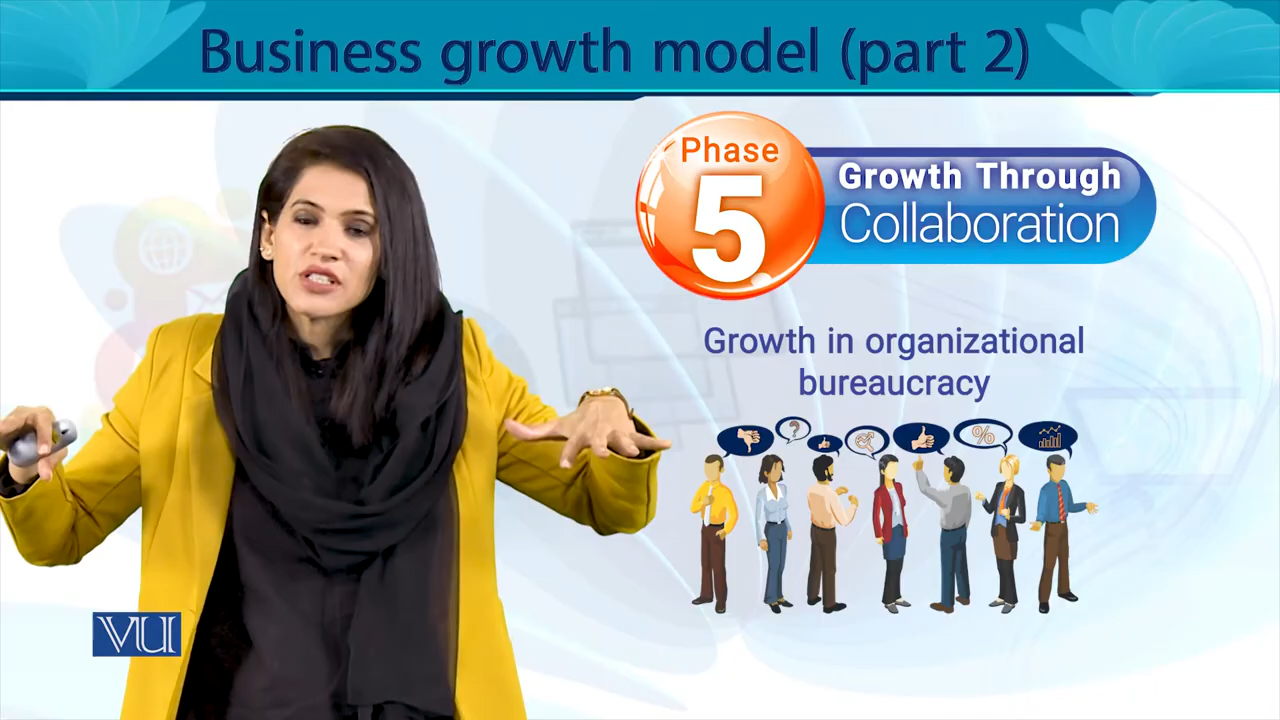 Business growth model (part 2)
Phase
5
Growth Through
Collaboration
Growth in organizational
bureaucracy
?
%
VU